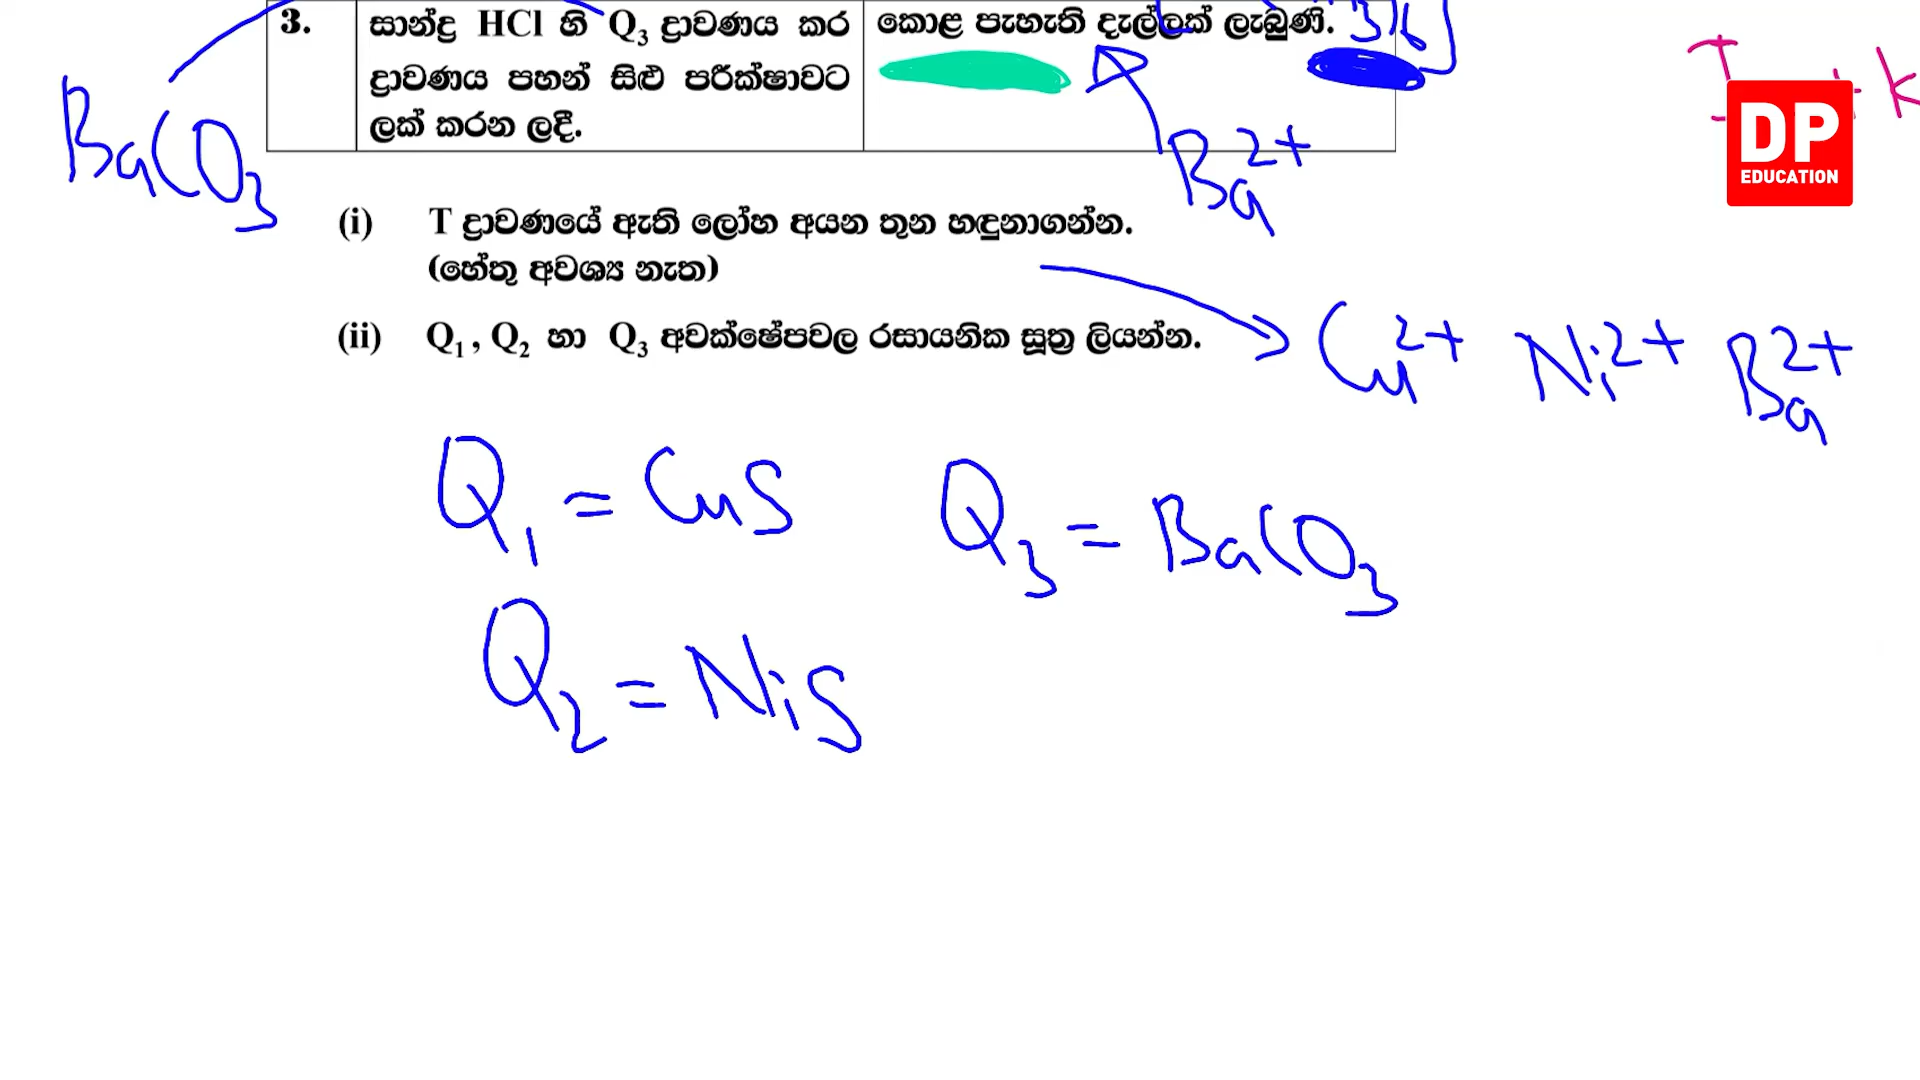 3. සාන්ද්‍ර HCl හි Q₃ ද්‍රාවණය කර
ද්‍රාවණය පහන් සිළු පරීක්ෂාවට
ලක් කරන ලදී.
කොළ පැහැති දැල්ලක් ලැබුණි.
BaCO₃
Ba²⁺
DP
EDUCATION
(i) T ද්‍රාවණයේ ඇති ලෝහ අයන තුන හඳුනාගන්න.
(හේතු අවශ්‍ය නැත)
(ii) Q₁, Q₂ හා Q₃ අවක්ෂේපවල රසායනික සූත්‍ර ලියන්න.
Cu²⁺ Ni²⁺ Ba²⁺
Q₁ = CuS
Q₃ = BaCO₃
Q₂ = NiS